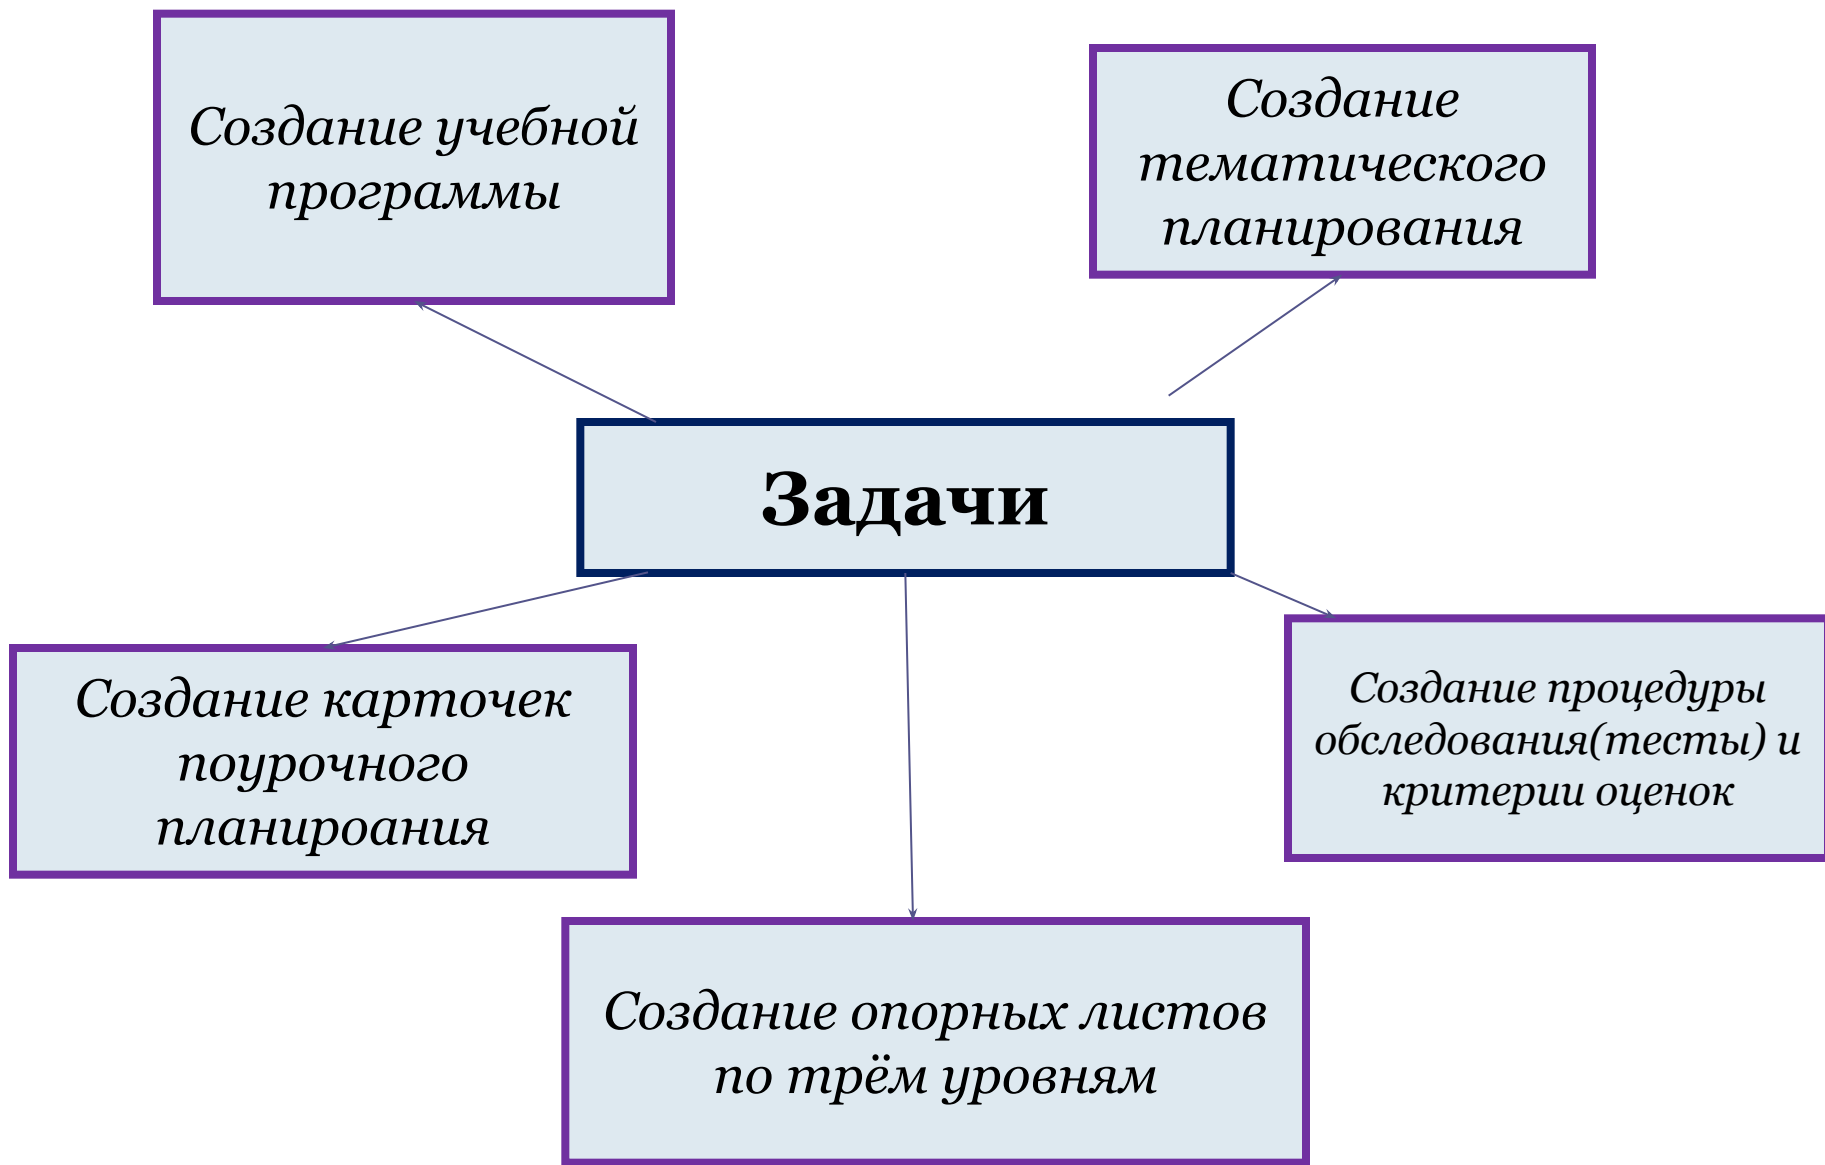 Создание учебной
программы
Создание
тематического
планирования
Задачи
Создание карточек
поурочного
планироания
Создание процедуры
обследования(тесты) и
критерии оценок
Создание опорных листов
по трём уровням